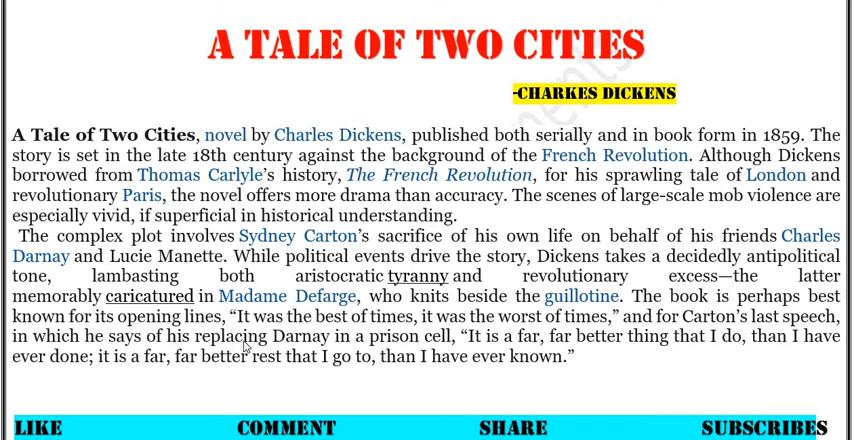 A TALE OF TWO CITIES
-CHARKES DICKENS
A Tale of Two Cities, novel by Charles Dickens, published both serially and in book form in 1859. The
story is set in the late 18th century against the background of the French Revolution. Although Dickens
borrowed from Thomas Carlyle's history, The French Revolution, for his sprawling tale of London and
revolutionary Paris, the novel offers more drama than accuracy. The scenes of large-scale mob violence are
especially vivid, if superficial in historical understanding.
The complex plot involves Sydney Carton's sacrifice of his own life on behalf of his friends Charles
Darnay and Lucie Manette. While political events drive the story, Dickens takes a decidedly antipolitical
tone, lambasting both aristocratic tyranny and revolutionary excess—the latter
memorably caricatured in Madame Defarge, who knits beside the guillotine. The book is perhaps best
known for its opening lines, “It was the best of times, it was the worst of times,” and for Carton's last speech,
in which he says of his replacing Darnay in a prison cell, “It is a far, far better thing that I do, than I have
ever done; it is a far, far better rest that I go to, than I have ever known.”
LIKE COMMENT SHARE SUBSCRIBES